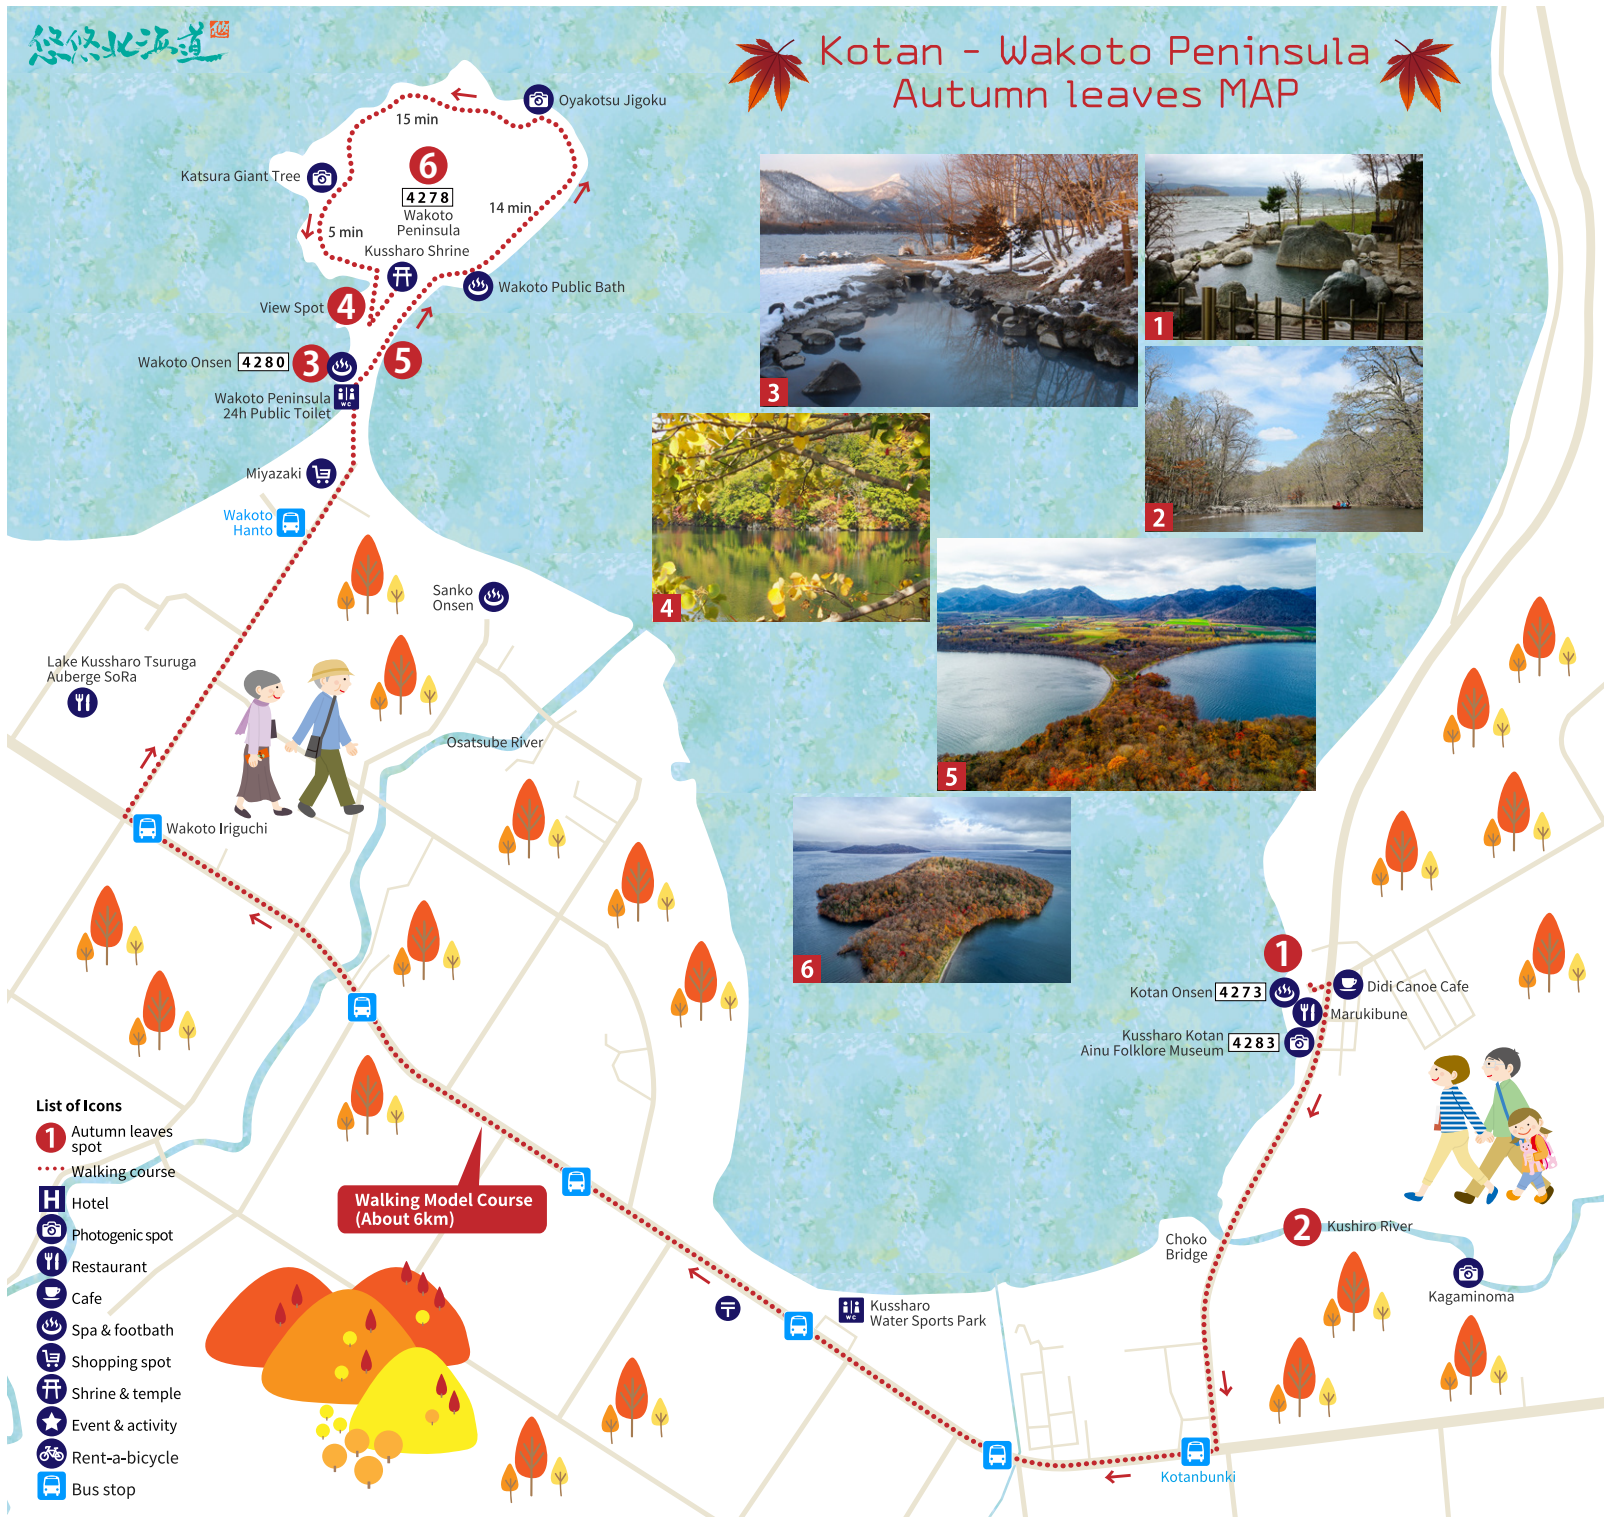 悠悠北海道
Kotan - Wakoto Peninsula
Autumn leaves MAP
Oyakotsu Jigoku
15 min
Katsura Giant Tree
6
4278
Wakoto
Peninsula
14 min
5 min
Kussharo Shrine
Wakoto Public Bath
View Spot
4
Wakoto Onsen
4280
3
5
Wakoto Peninsula
24h Public Toilet
WC
Miyazaki
Wakoto
Hanto
Sanko
Onsen
Lake Kussharo Tsuruga
Auberge SoRa
Osatsube River
Wakoto Iriguchi
3
1
2
4
5
6
1
Kotan Onsen
4273
Didi Canoe Cafe
Marukibune
Kussharo Kotan
Ainu Folklore Museum
4283
2
Kushiro River
Choko
Bridge
Kagaminoma
Kussharo
Water Sports Park
WC
〒
Kotanbunki
Walking Model Course
(About 6km)
List of Icons
1
Autumn leaves
spot
Walking course
H
Hotel
Photogenic spot
Restaurant
Cafe
Spa & footbath
Shopping spot
Shrine & temple
Event & activity
Rent-a-bicycle
Bus stop